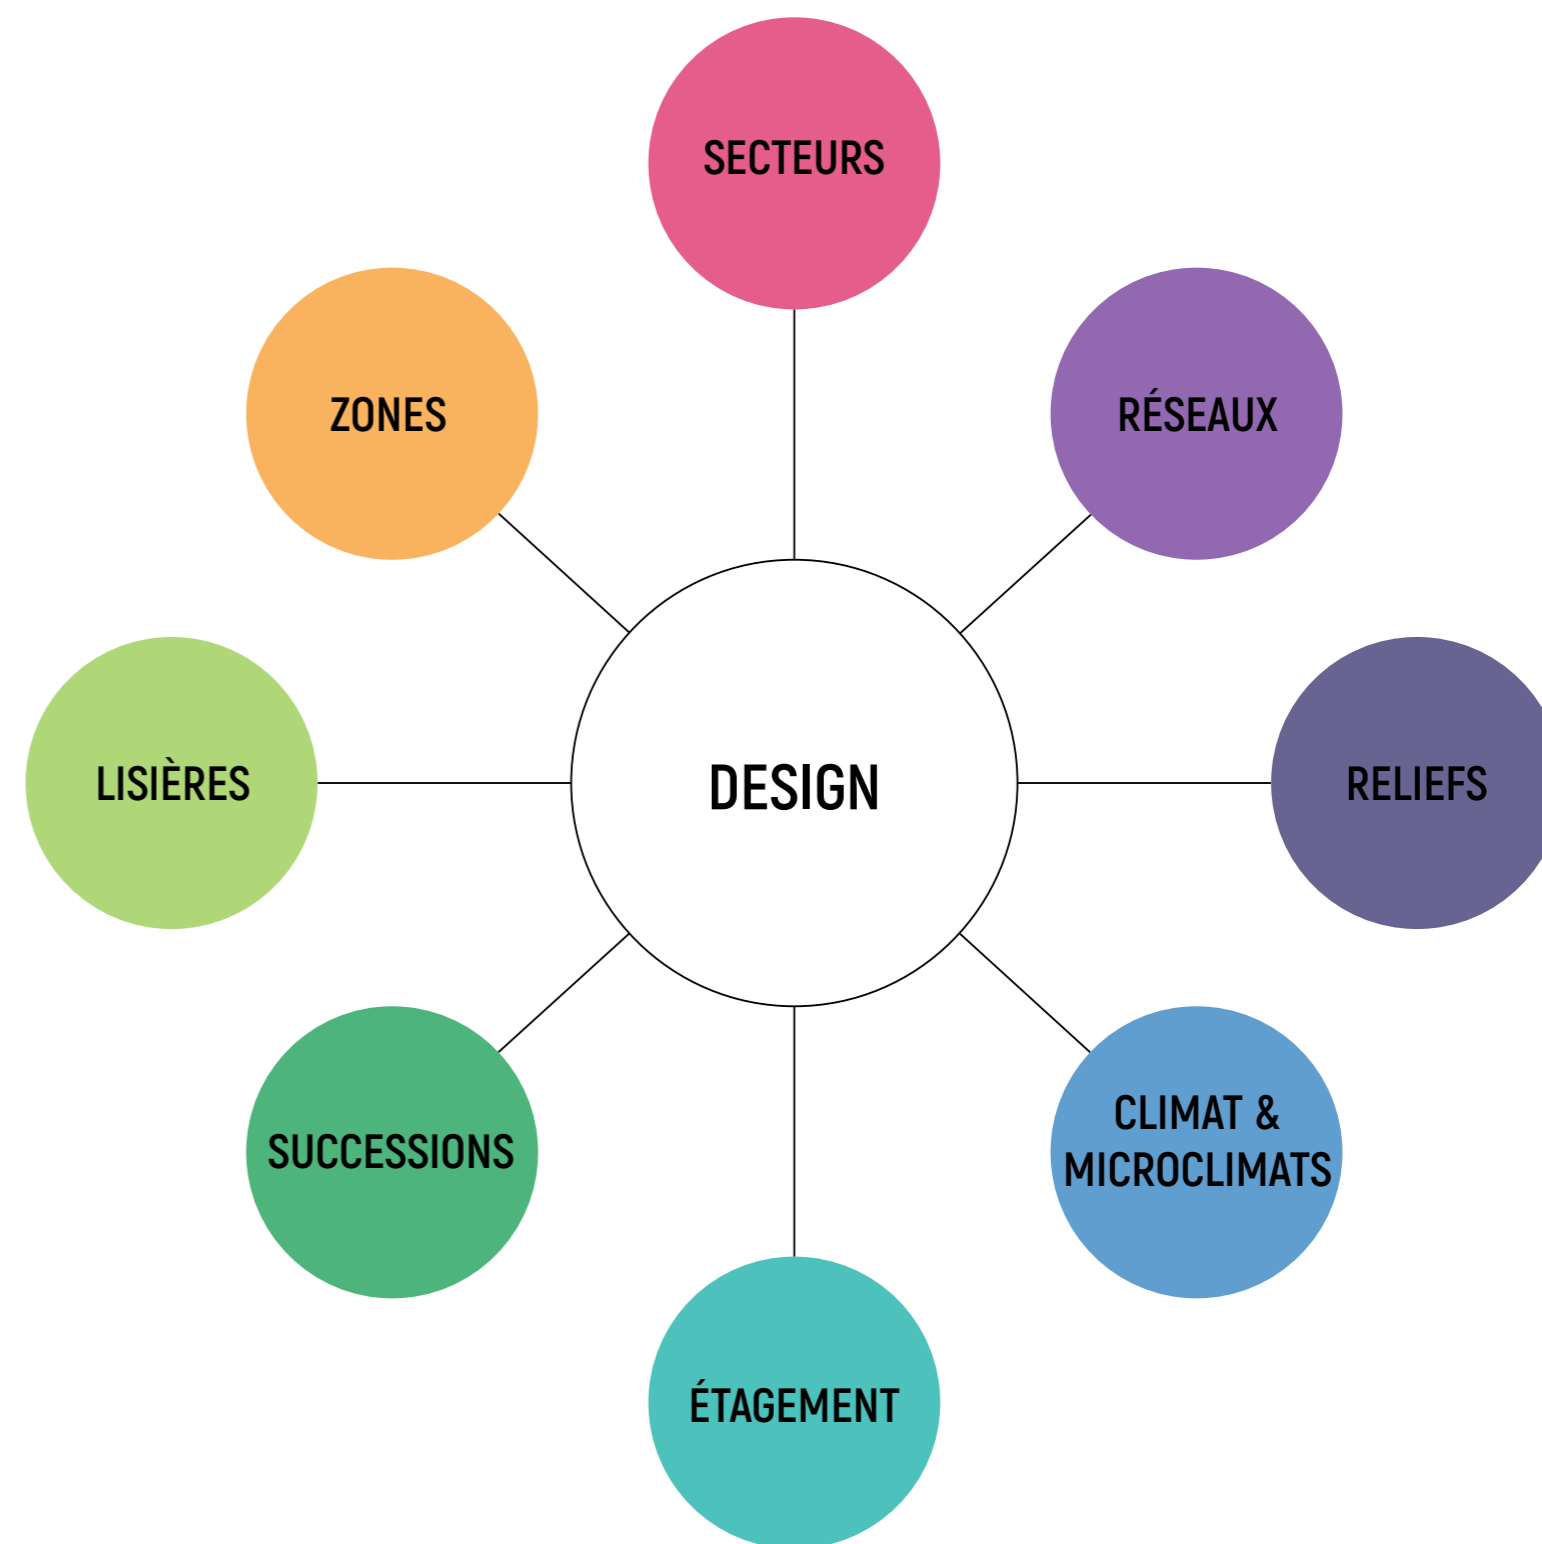 SECTEURS
ZONES
RÉSEAUX
LISIÈRES
DESIGN
RELIEFS
SUCCESSIONS
CLIMAT &
MICROCLIMATS
ÉTAGEMENT